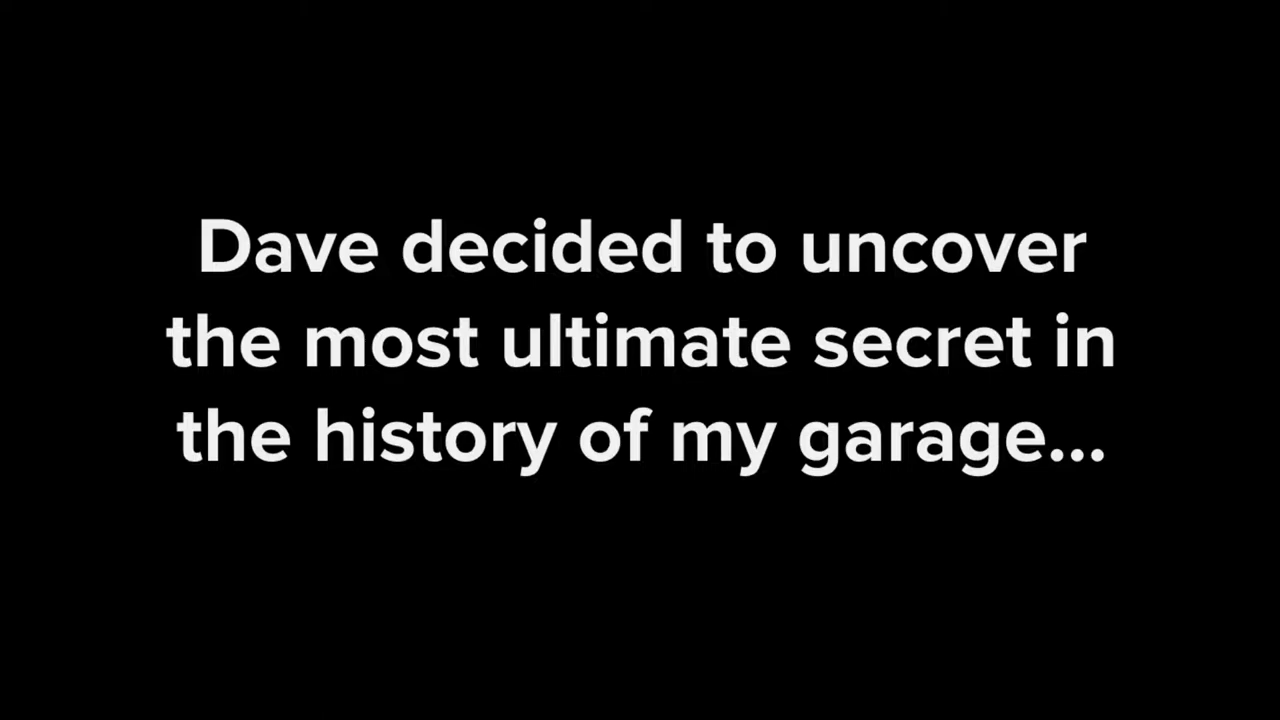 Dave decided to uncover
the most ultimate secret in
the history of my garage...